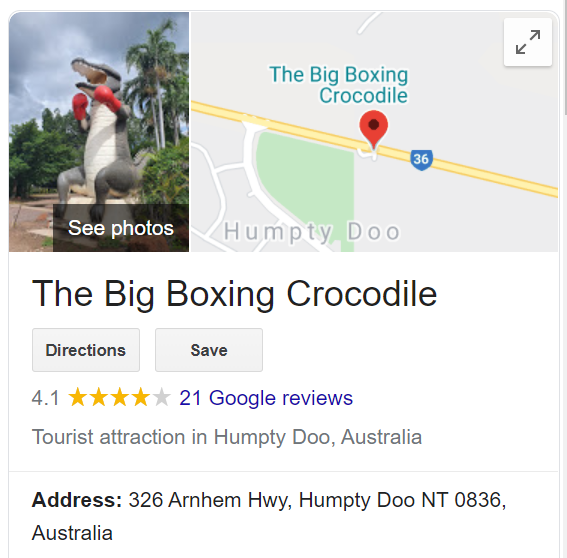 The Big Boxing
Crocodile
36
Humpty Doo
See photos
The Big Boxing Crocodile
Directions Save
4.1 21 Google reviews
Tourist attraction in Humpty Doo, Australia
Address: 326 Arnhem Hwy, Humpty Doo NT 0836,
Australia